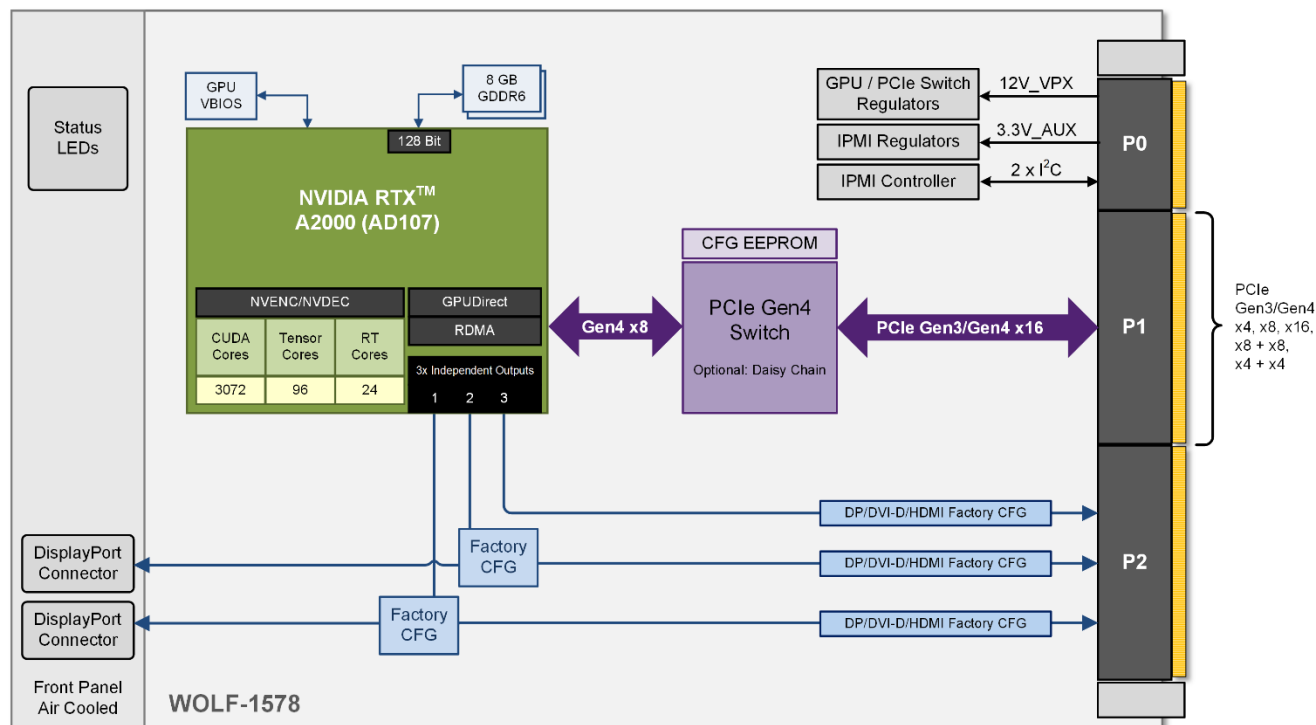 Status
LEDs
GPU
VBIOS
8 GB
GDDR6
128 Bit
NVIDIA RTX™
A2000 (AD107)
NVENC/NVDEC
CUDA
Cores
Tensor
Cores
RT
Cores
3072
96
24
GPUDirect
RDMA
3x Independent Outputs
1
2
3
Gen4 x8
CFG EEPROM
PCIe Gen4
Switch
Optional: Daisy Chain
PCIe Gen3/Gen4 x16
GPU / PCIe Switch
Regulators
12V_VPX
IPMI Regulators
3.3V_AUX
IPMI Controller
2 x I²C
P0
P1
P2
PCIe
Gen3/Gen4
x4, x8, x16,
x8 + x8,
x4 + x4
DP/DVI-D/HDMI Factory CFG
DisplayPort
Connector
Factory
CFG
DP/DVI-D/HDMI Factory CFG
DisplayPort
Connector
Factory
CFG
DP/DVI-D/HDMI Factory CFG
Front Panel
Air Cooled
WOLF-1578